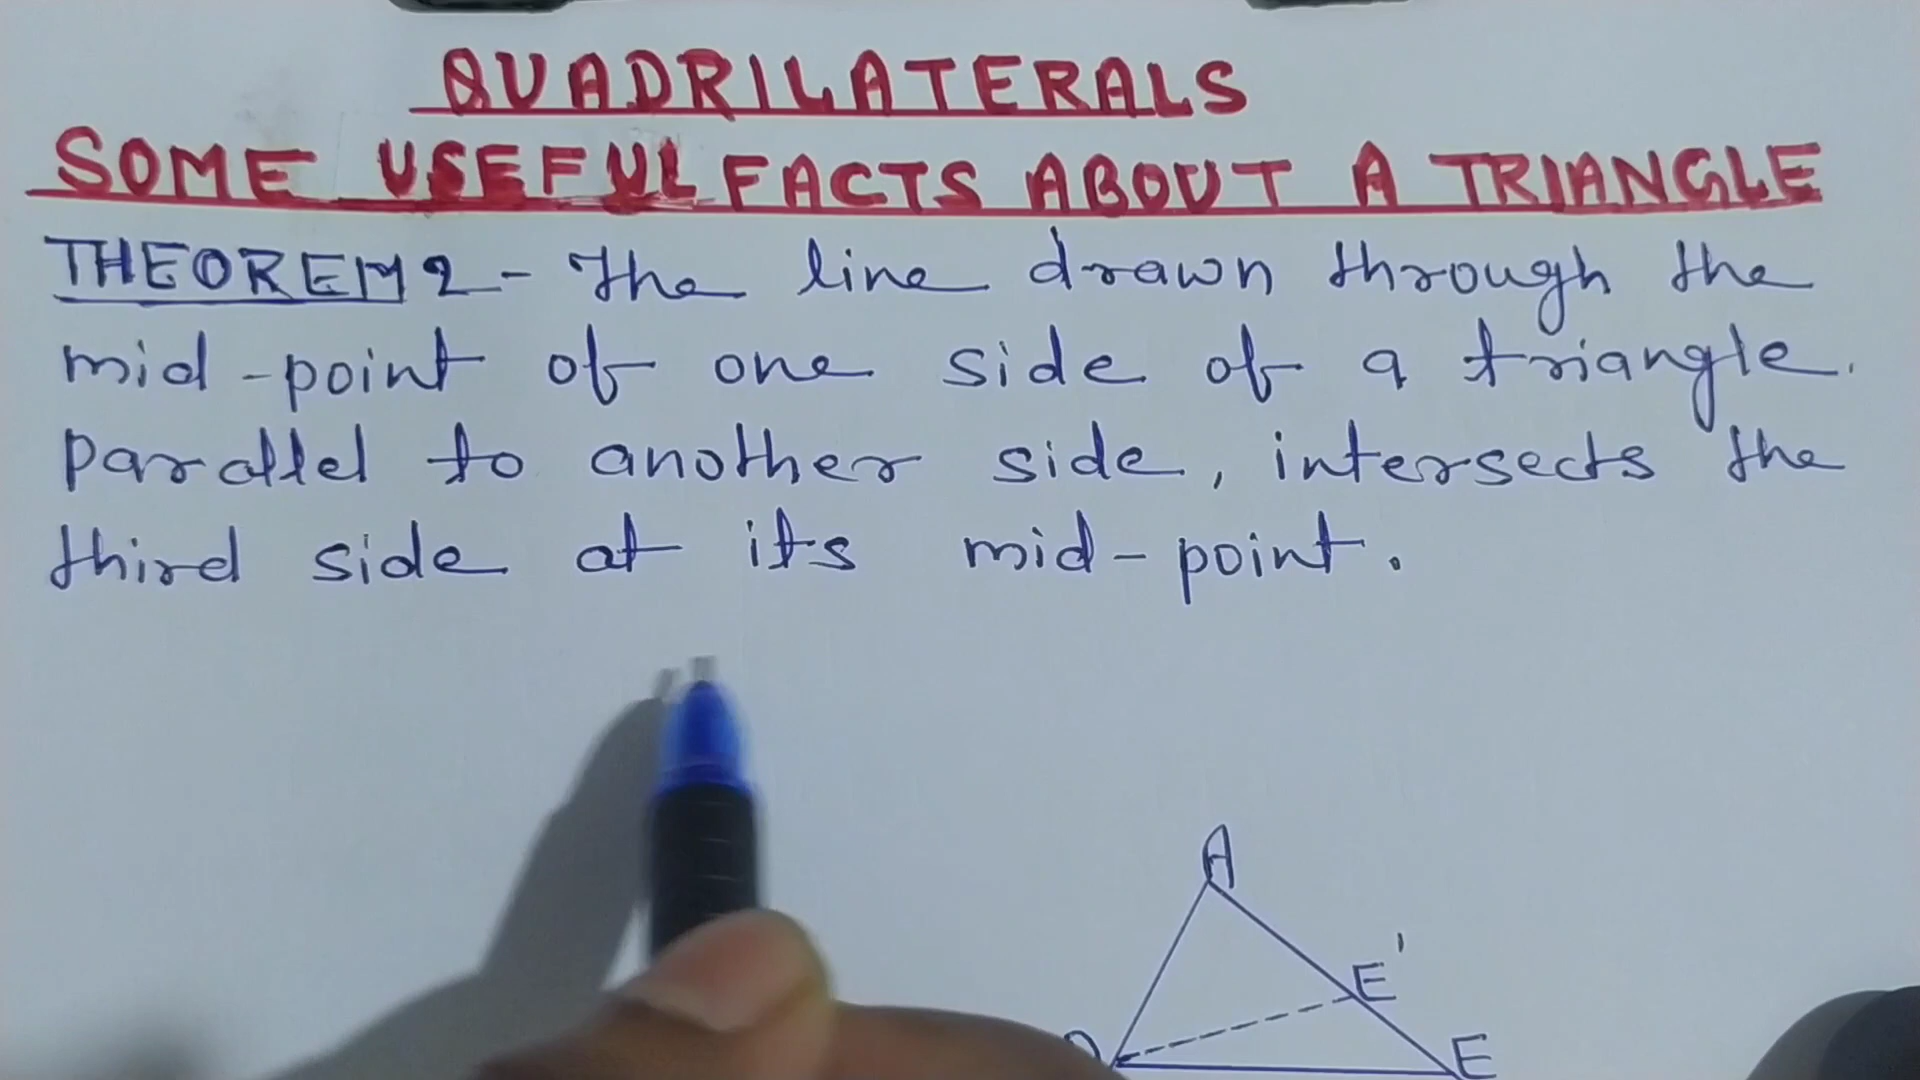 QUADRILATERALS
SOME USEFUL FACTS ABOUT A TRIANGLE
THEOREM 2 - The line drawn through the
mid-point of one side of a triangle.
parallel to another side, intersects the
third side at its mid-point.
A
E'
E